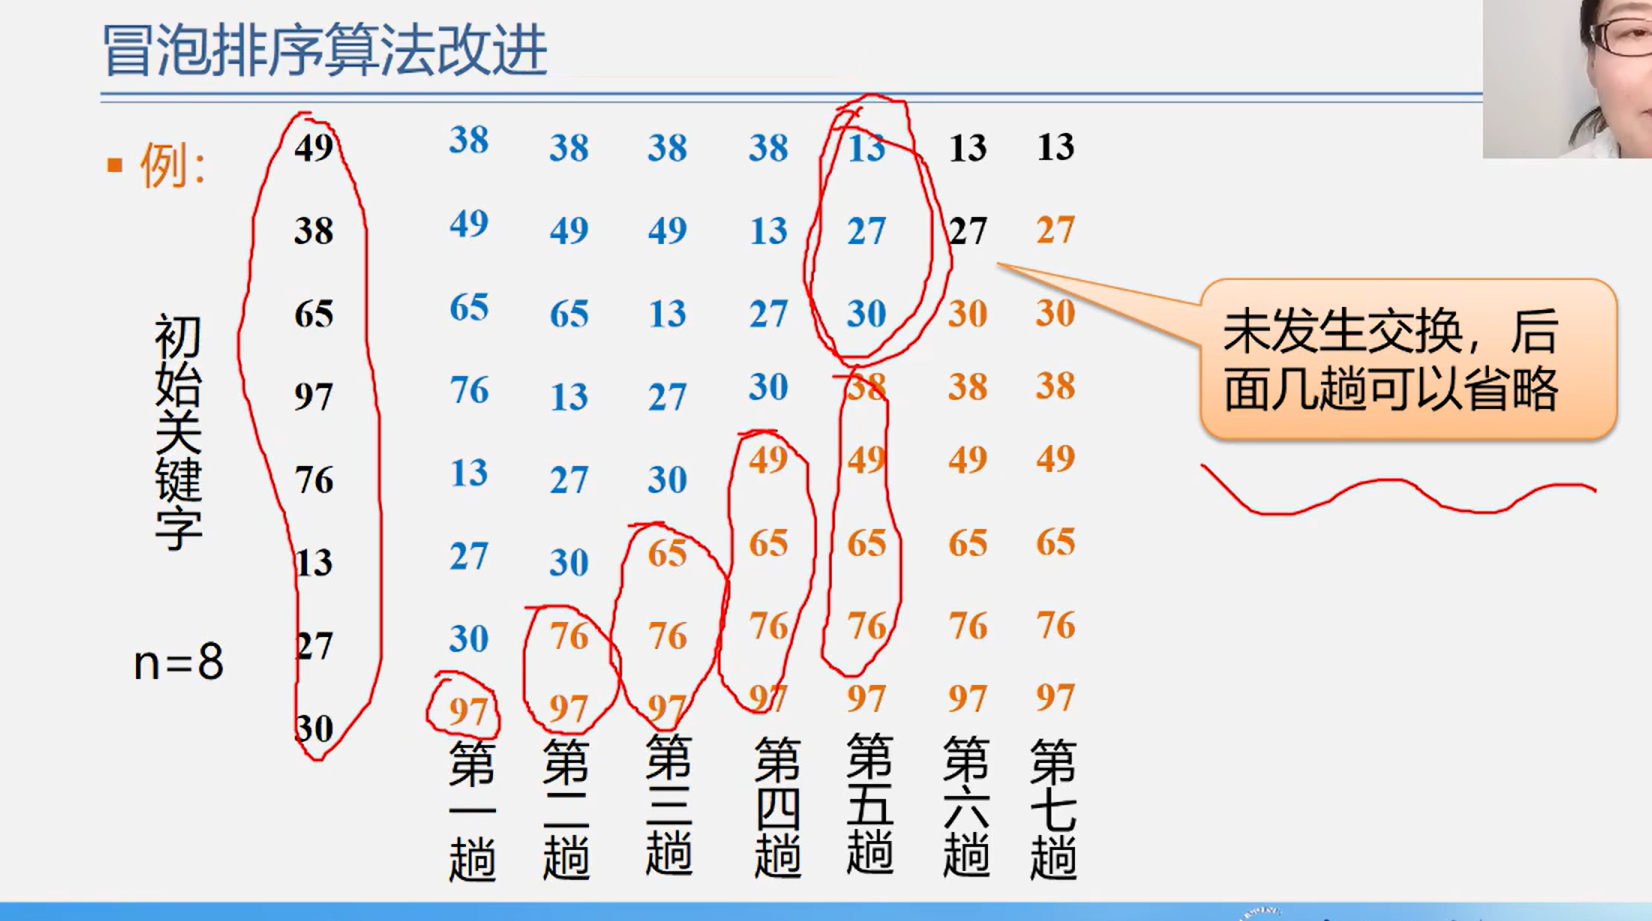 冒泡排序算法改进
例：
初始关键字
n=8
49 38 38 38 38 13 13 13
38 49 49 49 13 27 27 27
65 65 65 13 27 30 30 30
97 76 13 27 30 38 38 38
76 13 27 30 49 49 49 49
13 27 30 65 65 65 65 65
27 30 76 76 76 76 76 76
30 97 97 97 97 97 97 97
第一趟 第二趟 第三趟 第四趟 第五趟 第六趟 第七趟
未发生交换，后
面几趟可以省略